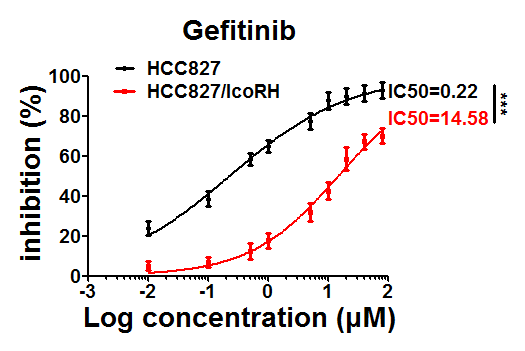 Gefitinib
HCC827
HCC827/IcoRH
inhibition (%)
100
80
60
40
20
0
IC50=0.22
IC50=14.58
***
-3 -2 -1 0 1 2
Log concentration (μM)